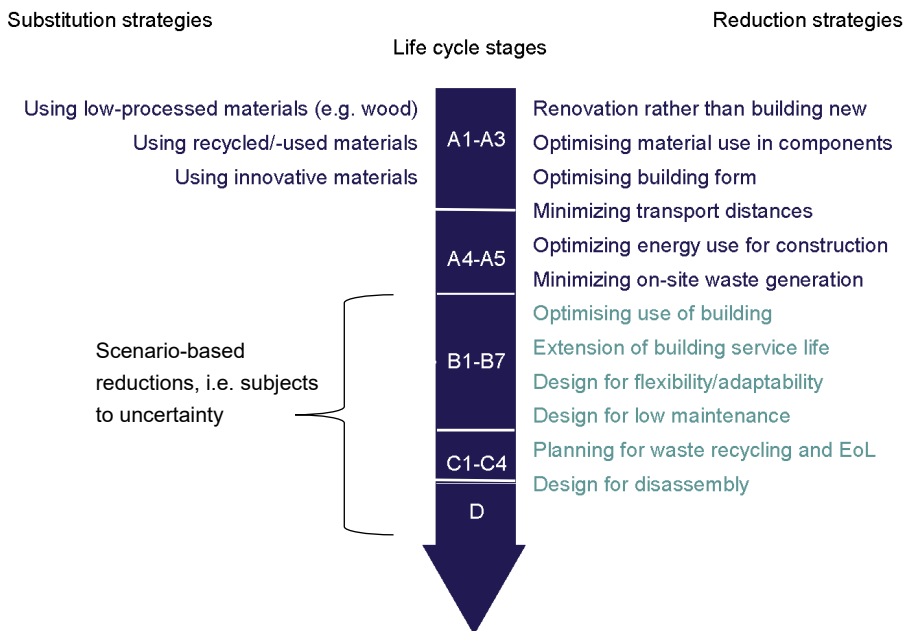 Substitution strategies
Reduction strategies
Life cycle stages
Using low-processed materials (e.g. wood)
Using recycled/-used materials
Using innovative materials
A1-A3
A4-A5
B1-B7
C1-C4
D
Renovation rather than building new
Optimising material use in components
Optimising building form
Minimizing transport distances
Optimizing energy use for construction
Minimizing on-site waste generation
Optimising use of building
Extension of building service life
Design for flexibility/adaptability
Design for low maintenance
Planning for waste recycling and EoL
Design for disassembly
Scenario-based
reductions, i.e. subjects
to uncertainty